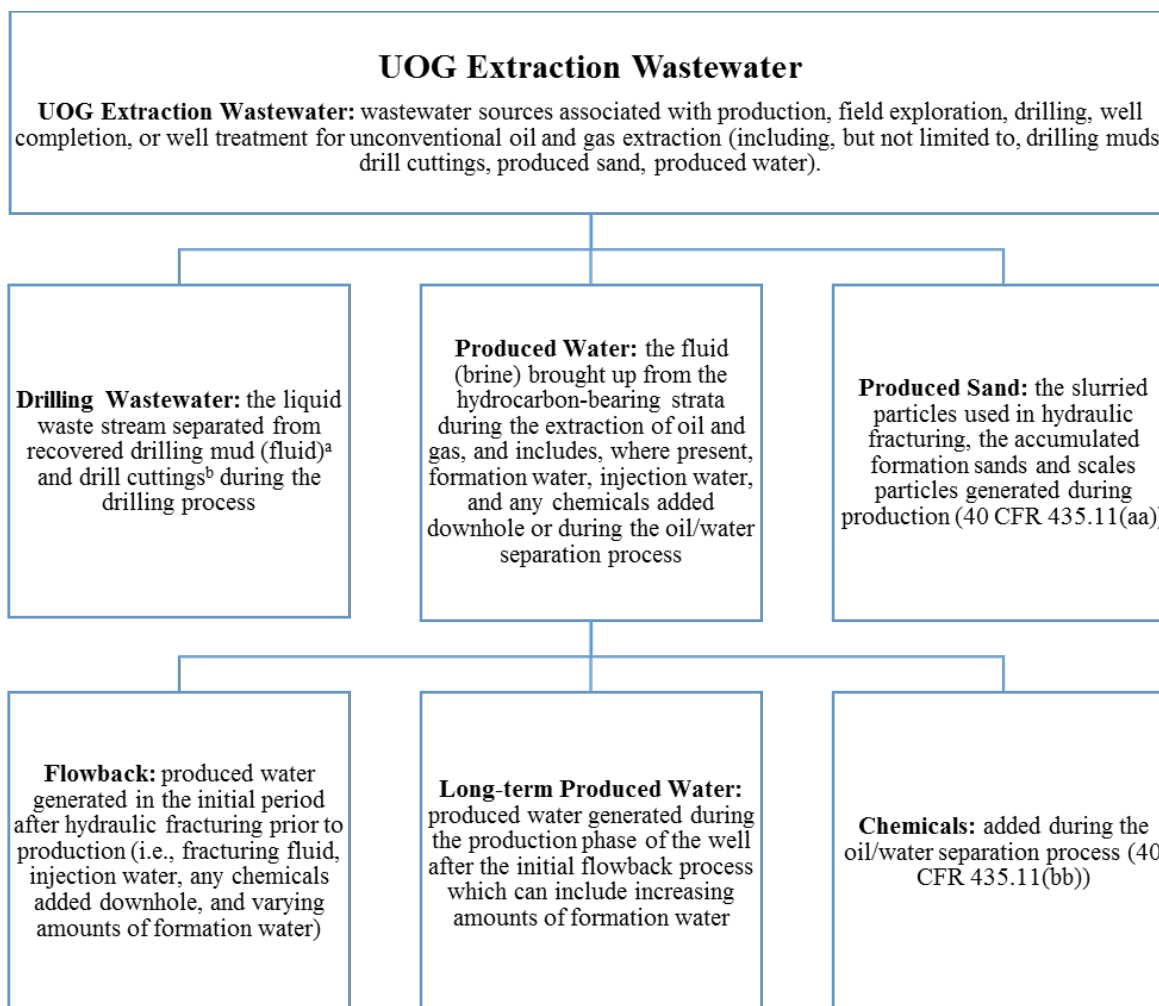 UOG Extraction Wastewater
UOG Extraction Wastewater: wastewater sources associated with production, field exploration, drilling, well
completion, or well treatment for unconventional oil and gas extraction (including, but not limited to, drilling muds
drill cuttings, produced sand, produced water).
Drilling Wastewater: the liquid
waste stream separated from
recovered drilling mud (fluid)ᵃ
and drill cuttingsᵇ during the
drilling process
Produced Water: the fluid
(brine) brought up from the
hydrocarbon-bearing strata
during the extraction of oil and
gas, and includes, where present,
formation water, injection water,
and any chemicals added
downhole or during the oil/water
separation process
Produced Sand: the slurried
particles used in hydraulic
fracturing, the accumulated
formation sands and scales
particles generated during
production (40 CFR 435.11(aa))
Flowback: produced water
generated in the initial period
after hydraulic fracturing prior to
production (i.e., fracturing fluid,
injection water, any chemicals
added downhole, and varying
amounts of formation water)
Long-term Produced Water:
produced water generated during
the production phase of the well
after the initial flowback process
which can include increasing
amounts of formation water
Chemicals: added during the
oil/water separation process (40
CFR 435.11(bb))